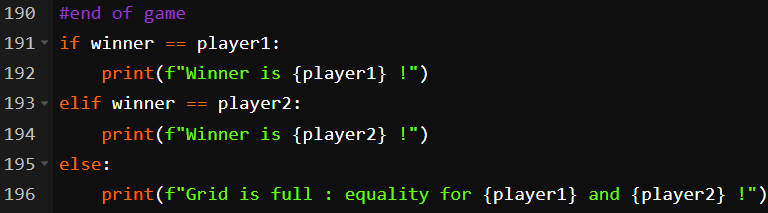 190 #end of game
191 if winner == player1:
192     print(f"Winner is {player1} !")
193 elif winner == player2:
194     print(f"Winner is {player2} !")
195 else:
196     print(f"Grid is full : equality for {player1} and {player2} !")